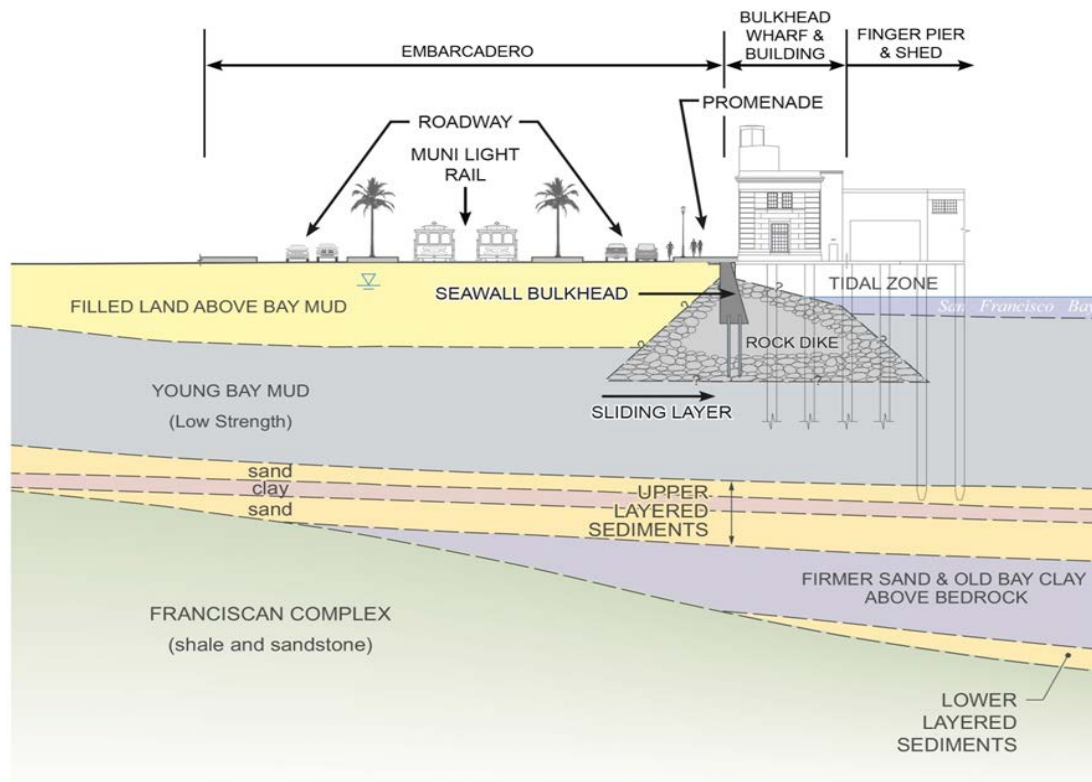 EMBARCADERO
BULKHEAD
WHARF &
BUILDING
FINGER PIER
& SHED
PROMENADE
ROADWAY
MUNI LIGHT
RAIL
TIDAL ZONE
San Francisco Bay
FILLED LAND ABOVE BAY MUD
SEAWALL BULKHEAD
?
?
?
?
ROCK DIKE
?
?
YOUNG BAY MUD
(Low Strength)
SLIDING LAYER
sand
clay
sand
UPPER
LAYERED
SEDIMENTS
FIRMER SAND & OLD BAY CLAY
ABOVE BEDROCK
FRANCISCAN COMPLEX
(shale and sandstone)
LOWER
LAYERED
SEDIMENTS